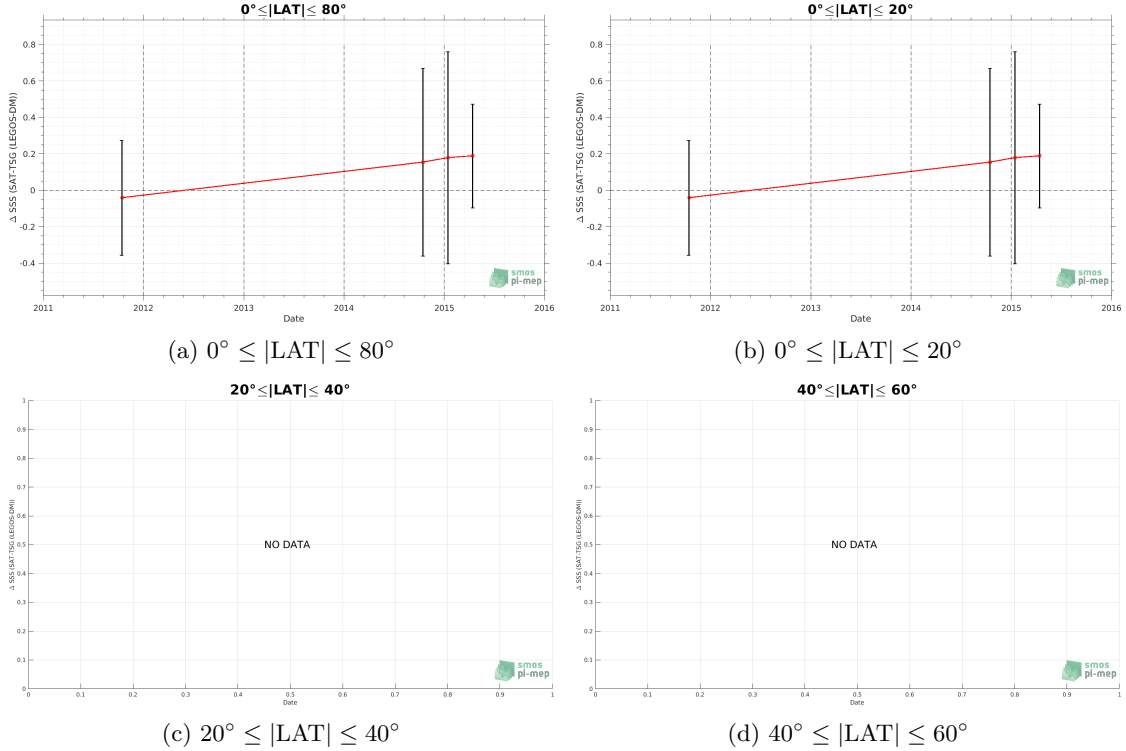 0°≤|LAT|≤ 80°
Δ SSS (SAT-TSG (LEGOS-DM))
0.8
0.6
0.4
0.2
0
-0.2
-0.4
2011 2012 2013 2014 2015 2016
Date
smos
pi-mep
(a) 0° ≤ |LAT| ≤ 80°
0°≤|LAT|≤ 20°
Δ SSS (SAT-TSG (LEGOS-DM))
0.8
0.6
0.4
0.2
0
-0.2
-0.4
2011 2012 2013 2014 2015 2016
Date
smos
pi-mep
(b) 0° ≤ |LAT| ≤ 20°
20°≤|LAT|≤ 40°
Δ SSS (SAT-TSG (LEGOS-DM))
1
0.9
0.8
0.7
0.6
0.5
0.4
0.3
0.2
0.1
0
NO DATA
0 0.1 0.2 0.3 0.4 0.5 0.6 0.7 0.8 0.9 1
Date
smos
pi-mep
(c) 20° ≤ |LAT| ≤ 40°
40°≤|LAT|≤ 60°
Δ SSS (SAT-TSG (LEGOS-DM))
1
0.9
0.8
0.7
0.6
0.5
0.4
0.3
0.2
0.1
0
NO DATA
0 0.1 0.2 0.3 0.4 0.5 0.6 0.7 0.8 0.9 1
Date
smos
pi-mep
(d) 40° ≤ |LAT| ≤ 60°